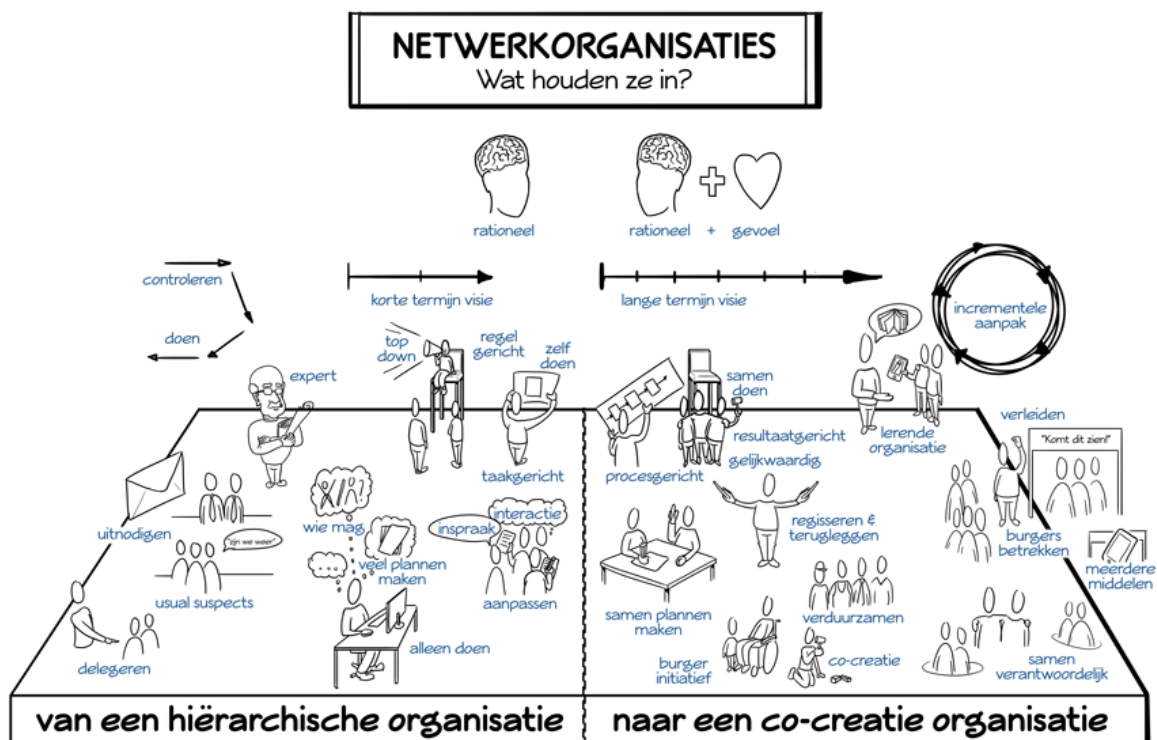 NETWERKORGANISATIES
Wat houden ze in?
rationeel
rationeel + gevoel
controleren
doen
korte termijn visie
lange termijn visie
incrementele
aanpak
expert
top
down
regel
gericht
zelf
doen
taakgericht
samen
doen
resultaatgericht
gelijkwaardig
procesgericht
lerende
organisatie
verleiden
"Komt dit zien!"
uitnodigen
"zijn we weer"
usual suspects
wie mag
veel plannen
maken
inspraak
interactie
aanpassen
regisseren &
terugleggen
burgers
betrekken
meerdere
middelen
delegeren
alleen doen
samen plannen
maken
verduurzamen
burger
initiatief
co-creatie
samen
verantwoordelijk
van een hiërarchische organisatie
naar een co-creatie organisatie